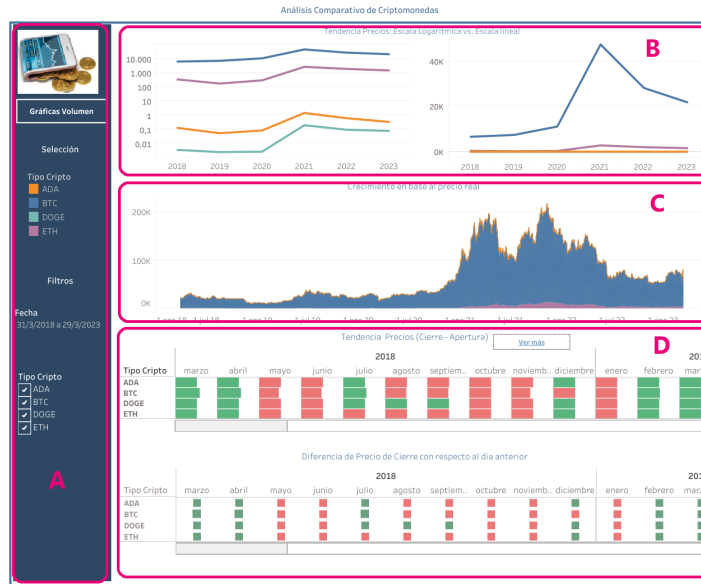 Análisis Comparativo de Criptomonedas
Gráficas Volumen
Selección
Tipo Cripto
ADA
BTC
DOGE
ETH
Filtros
Fecha
31/3/2018 a 29/3/2023
Tipo Cripto
ADA
BTC
DOGE
ETH
A
Tendencia Precios: Escala Logarítmica vs. Escala lineal
B
10.000
1.000
100
10
1
0,1
0,01
2018 2019 2020 2021 2022 2023
40K
20K
0K
2018 2019 2020 2021 2022 2023
Crecimiento en base al precio real
C
200K
100K
0K
Tendencia Precios (Cierre - Apertura)
Ver más
D
2018
Tipo Cripto marzo abril mayo junio julio agosto septiem.. octubre noviemb.. diciembre enero febrero mar
ADA
BTC
DOGE
ETH
Diferencia de Precio de Cierre con respecto al dia anterior
2018
Tipo Cripto marzo abril mayo junio julio agosto septiem.. octubre noviemb.. diciembre enero febrero mar
ADA
BTC
DOGE
ETH